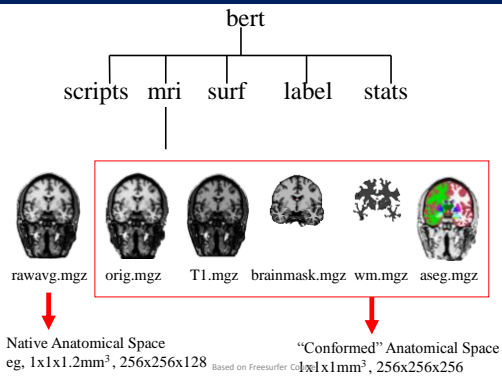 bert
scripts mri surf label stats
rawavg.mgz orig.mgz T1.mgz brainmask.mgz wm.mgz aseg.mgz
Native Anatomical Space
eg, 1x1x1.2mm³, 256x256x128
“Conformed” Anatomical Space
1x1x1mm³, 256x256x256
Based on Freesurfer